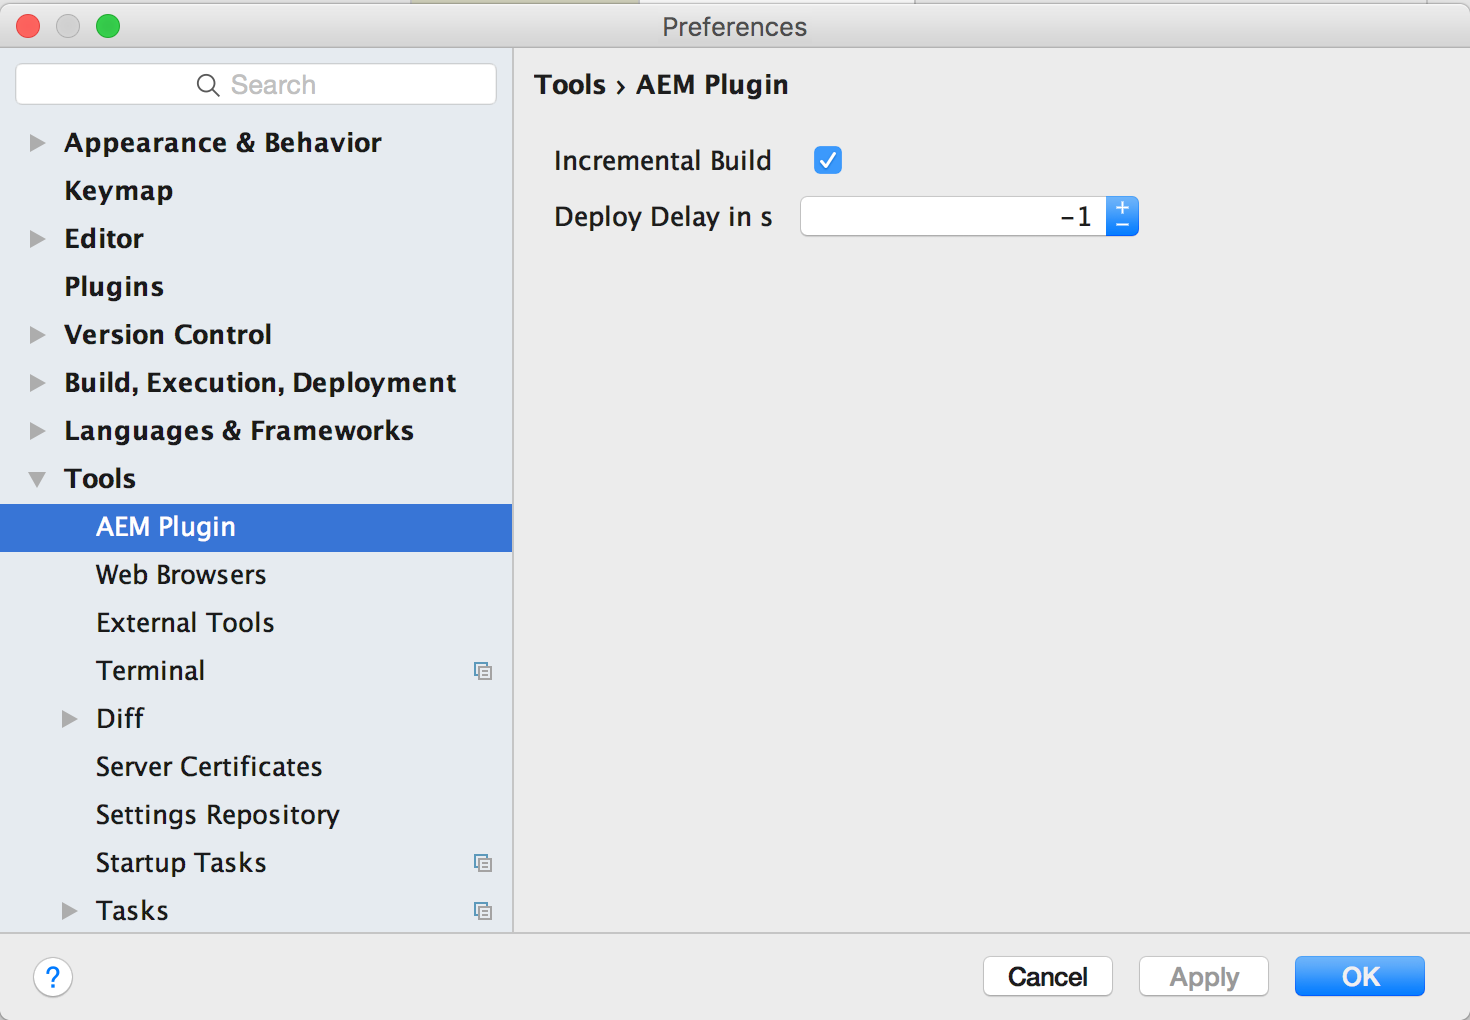 Preferences
Search
Appearance & Behavior
Keymap
Editor
Plugins
Version Control
Build, Execution, Deployment
Languages & Frameworks
Tools
AEM Plugin
Web Browsers
External Tools
Terminal
Diff
Server Certificates
Settings Repository
Startup Tasks
Tasks
Tools › AEM Plugin
Incremental Build
Deploy Delay in s -1
?
Cancel Apply OK